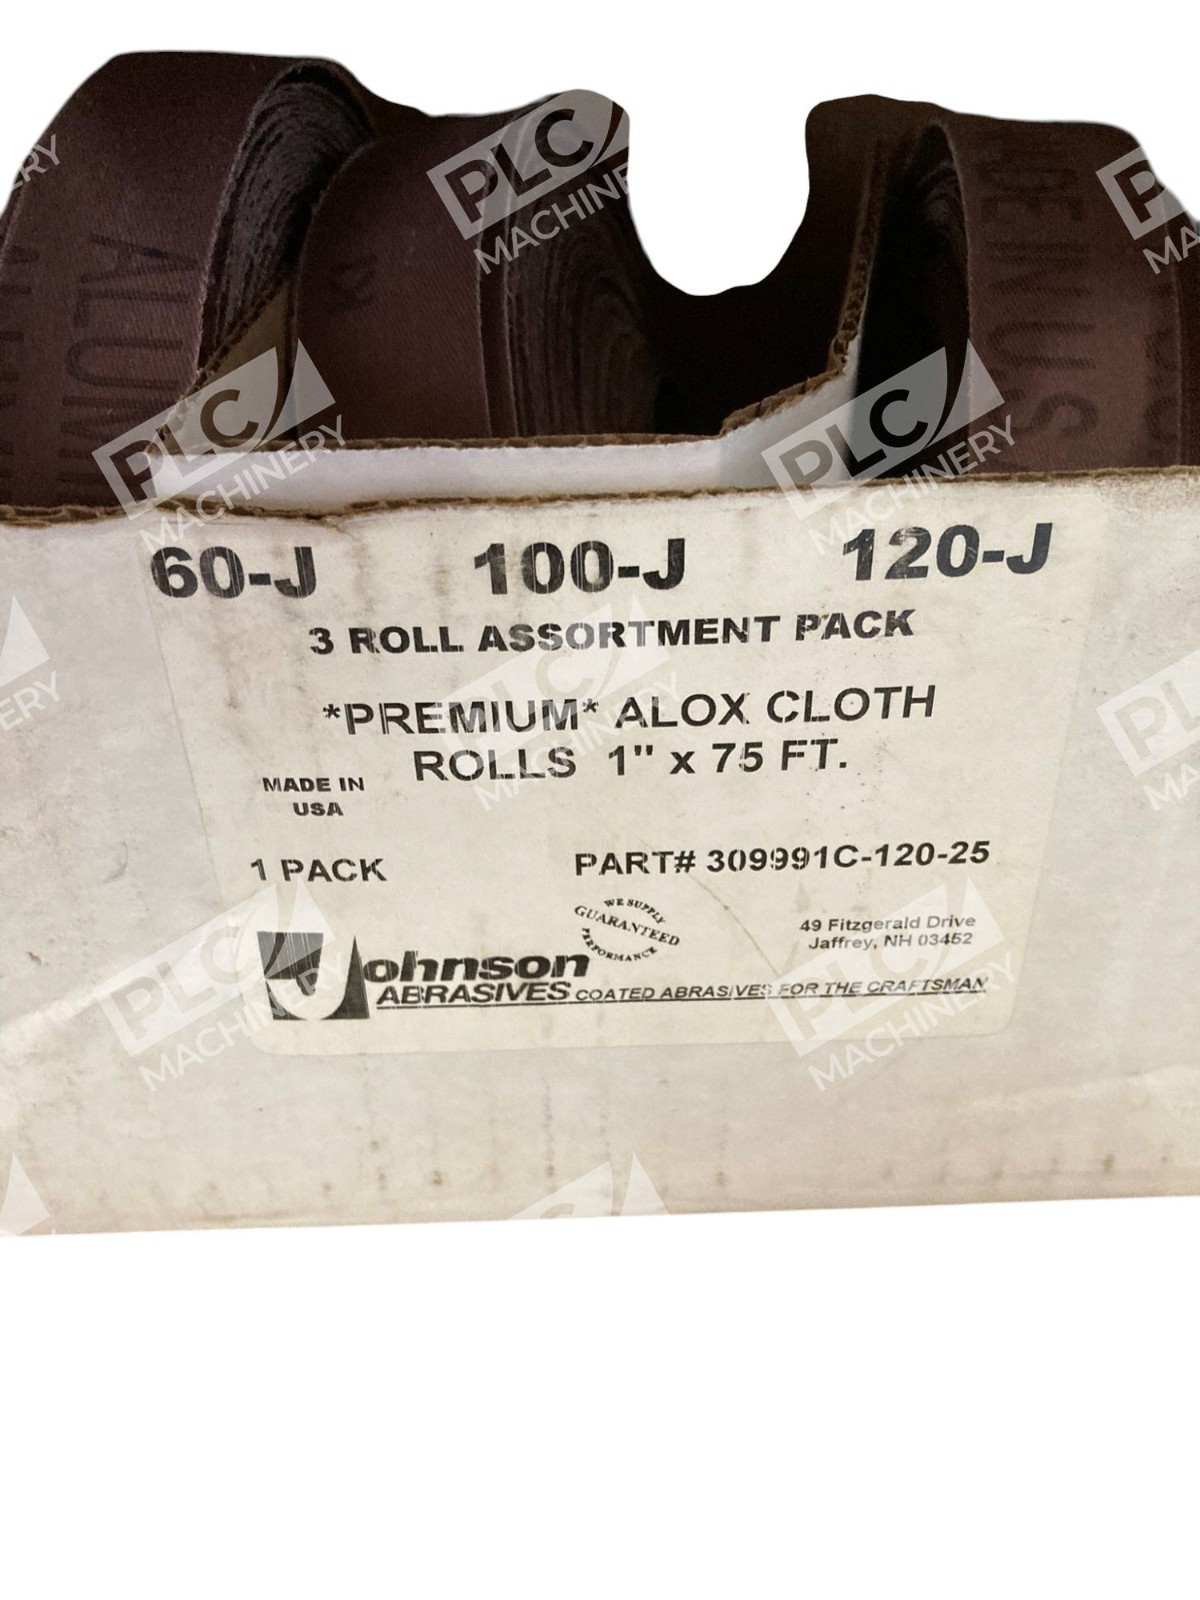 60-J 100-J 120-J
3 ROLL ASSORTMENT PACK
*PREMIUM* ALOX CLOTH
ROLLS 1" x 75 FT.
MADE IN
USA
1 PACK PART# 309991C-120-25
WE SUPPLY
GUARANTEED
PERFORMANCE
49 Fitzgerald Drive
Jaffrey, NH 03452
Johnson
ABRASIVES COATED ABRASIVES FOR THE CRAFTSMAN
PLC
MACHINERY